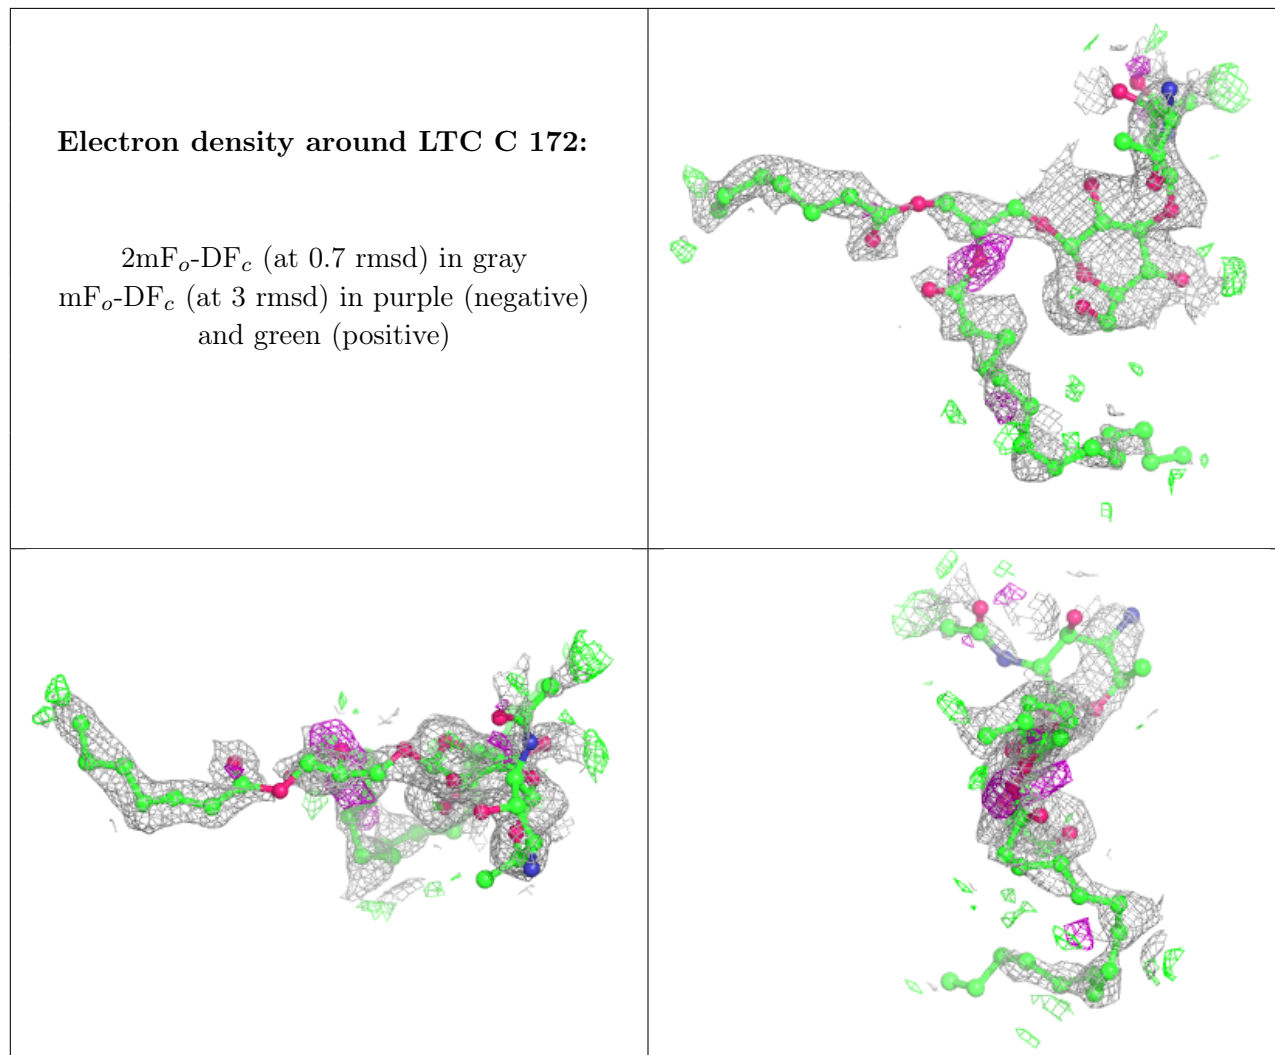 Electron density around LTC C 172:
2mFo-DFc (at 0.7 rmsd) in gray
mFo-DFc (at 3 rmsd) in purple (negative)
and green (positive)